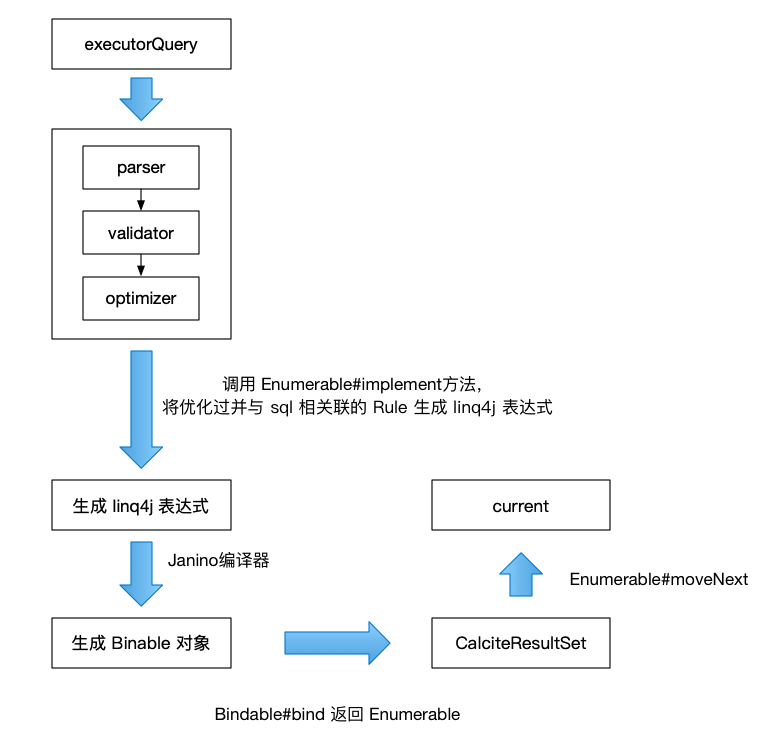 executorQuery
parser
validator
optimizer
调用 Enumerable#implement方法，
将优化过并与 sql 相关联的 Rule 生成 linq4j 表达式
生成 linq4j 表达式
current
Janino编译器
Enumerable#moveNext
生成 Binable 对象
CalciteResultSet
Bindable#bind 返回 Enumerable